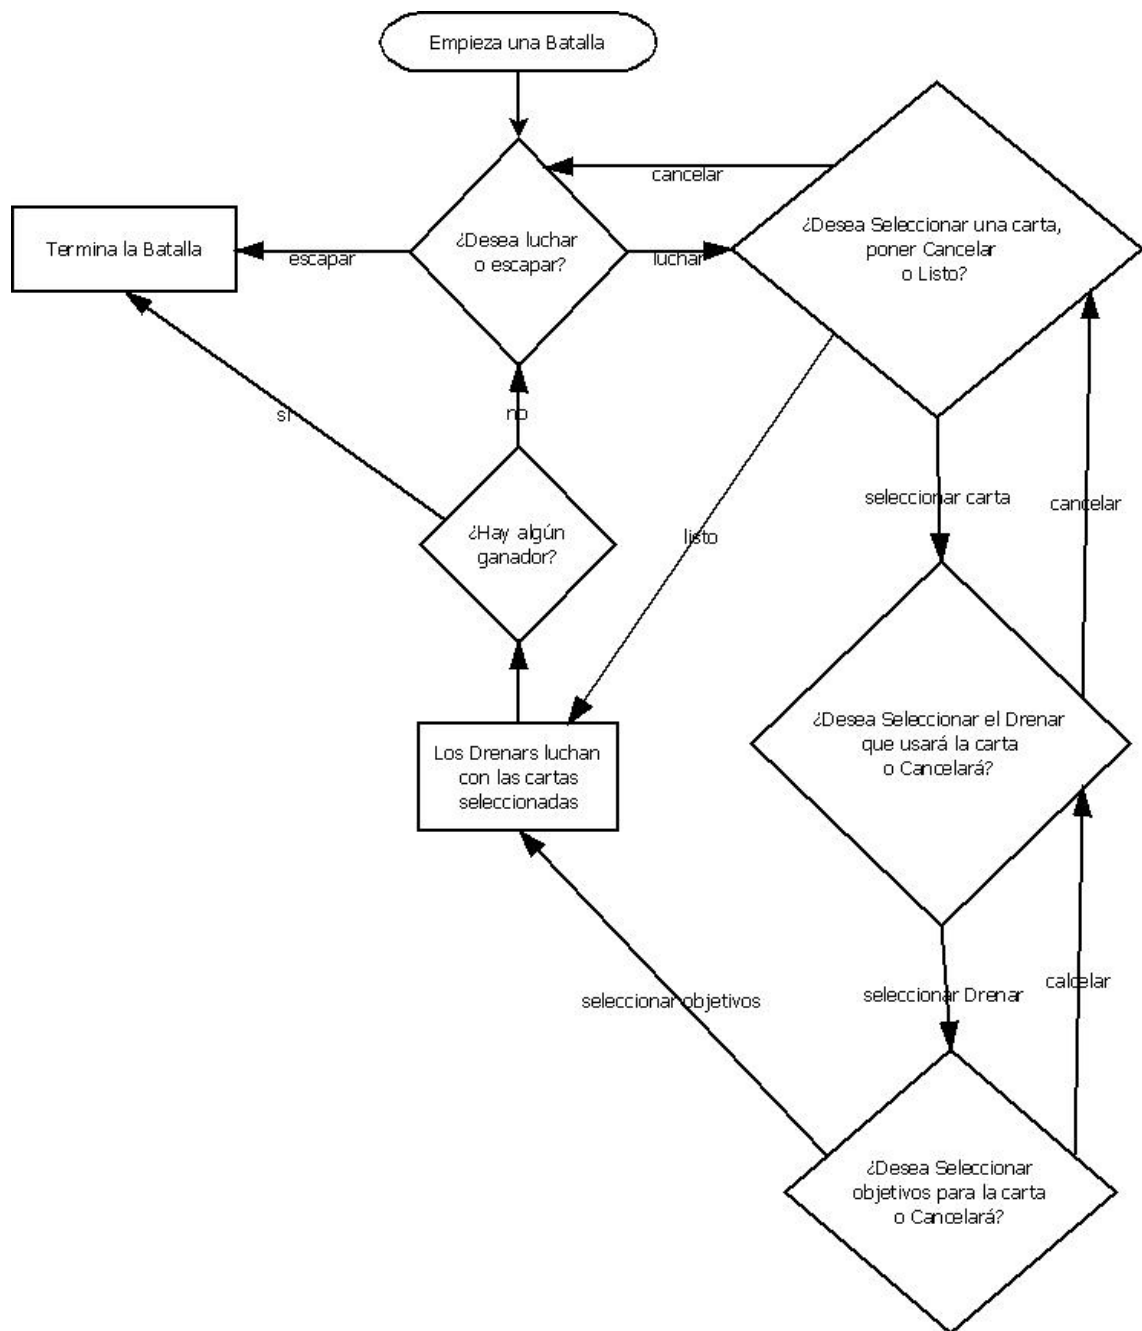 Empieza una Batalla
cancelar
¿Desea Seleccionar una carta,
poner Cancelar
o Listo?
Termina la Batalla
escapar
¿Desea luchar
o escapar?
luchar
sí
no
seleccionar carta
cancelar
¿Hay algún
ganador?
listo
¿Desea Seleccionar el Drenar
que usará la carta
o Cancelará?
Los Drenars luchan
con las cartas
seleccionadas
seleccionar objetivos
seleccionar Drenar
calcelar
¿Desea Seleccionar
objetivos para la carta
o Cancelará?